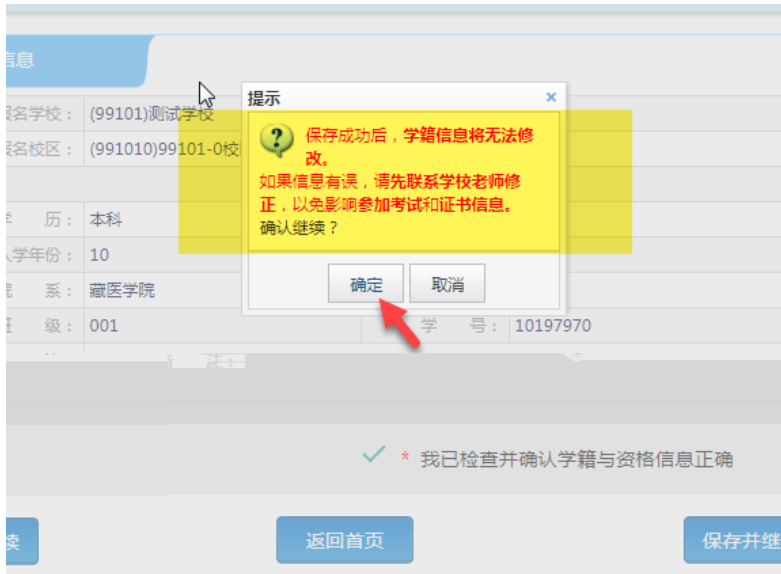 信息
提示
报名学校： (99101)测试学校
报名校区： (991010)99101-0校
保存成功后，学籍信息将无法修
改。
如果信息有误，请先联系学校老师修
正，以免影响参加考试和证书信息。
确认继续？
确定 取消
学 历： 本科
入学年份： 10
院 系： 藏医学院
班 级： 001
学 号： 10197970
* 我已检查并确认学籍与资格信息正确
续 返回首页 保存并继